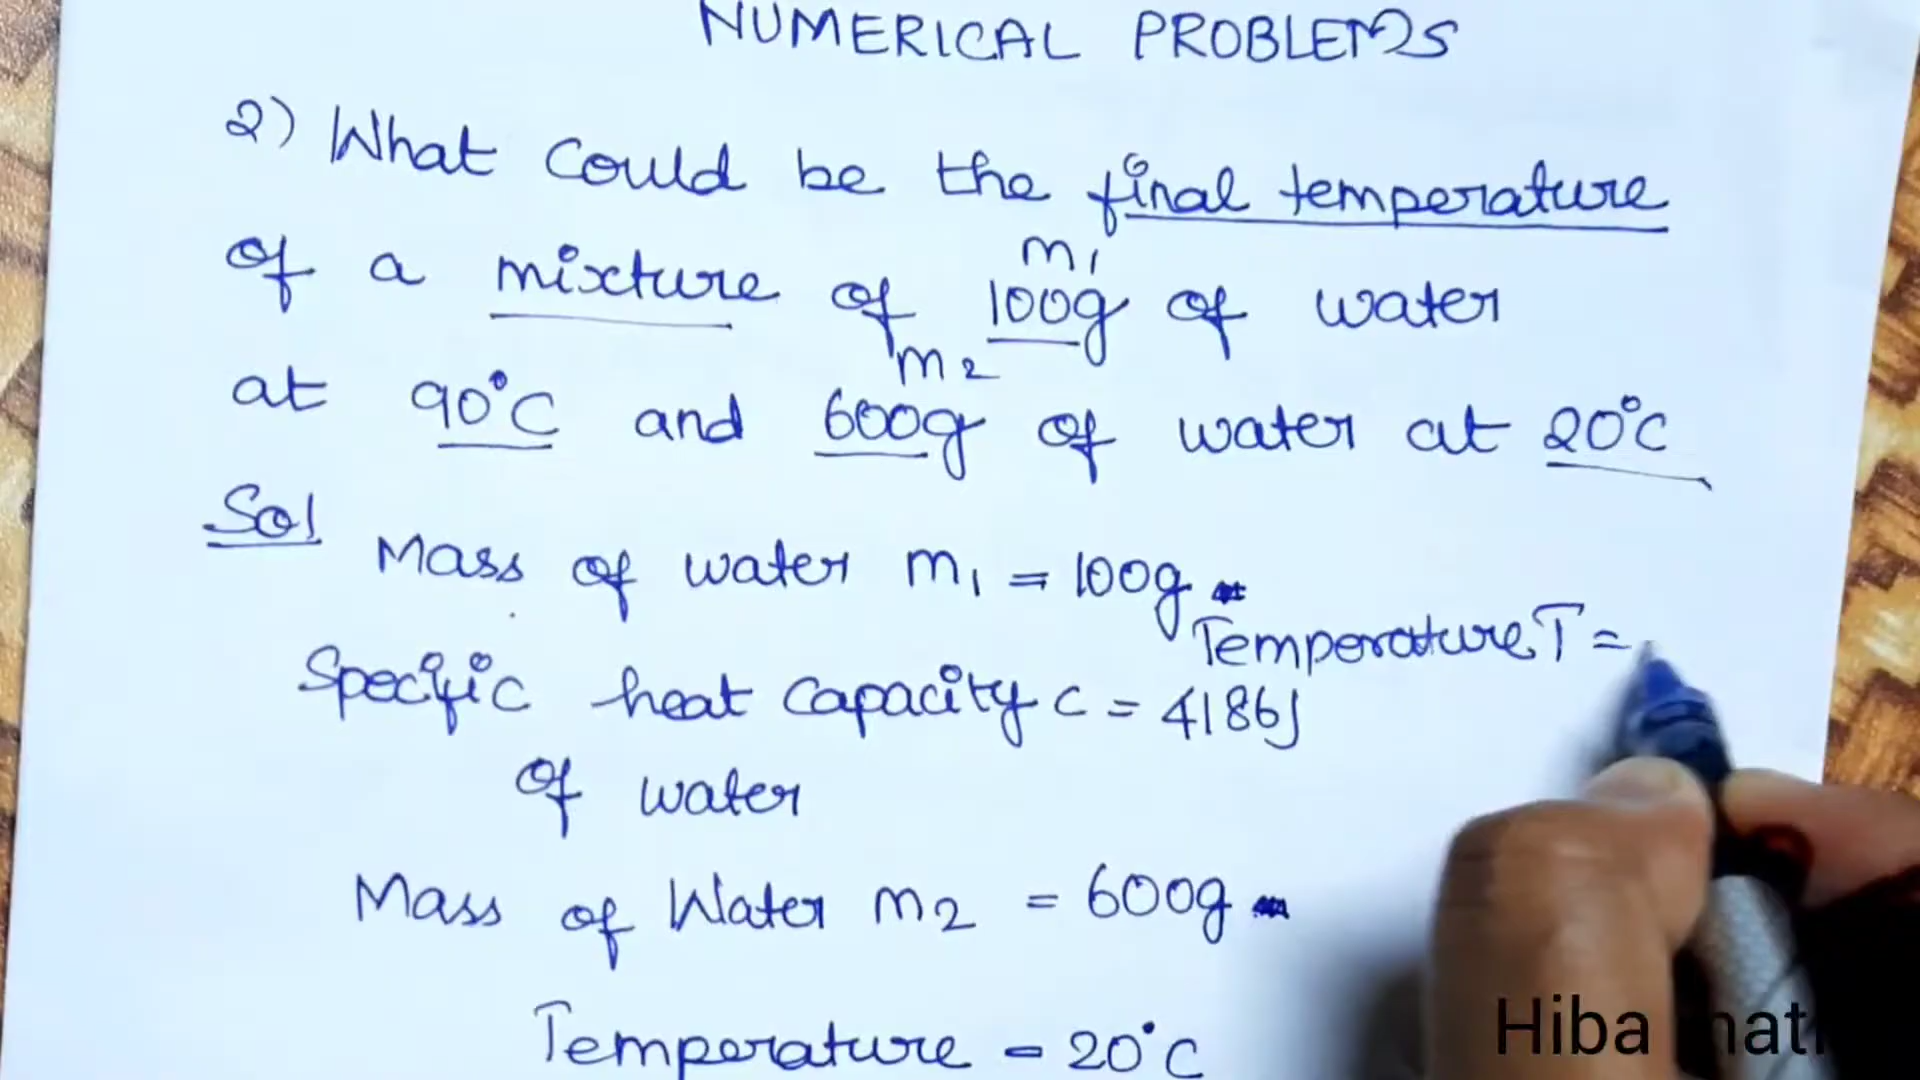 NUMERICAL PROBLEMS
2) What could be the final temperature
m1
of a mixture of 100g of water
m2
at 90°C and 600g of water at 20°C
Sol
Mass of water m1 = 100g
Temperature T =
Specific heat capacity c = 4186J
of water
Mass of Water m2 = 600g
Temperature - 20°C
Hiba